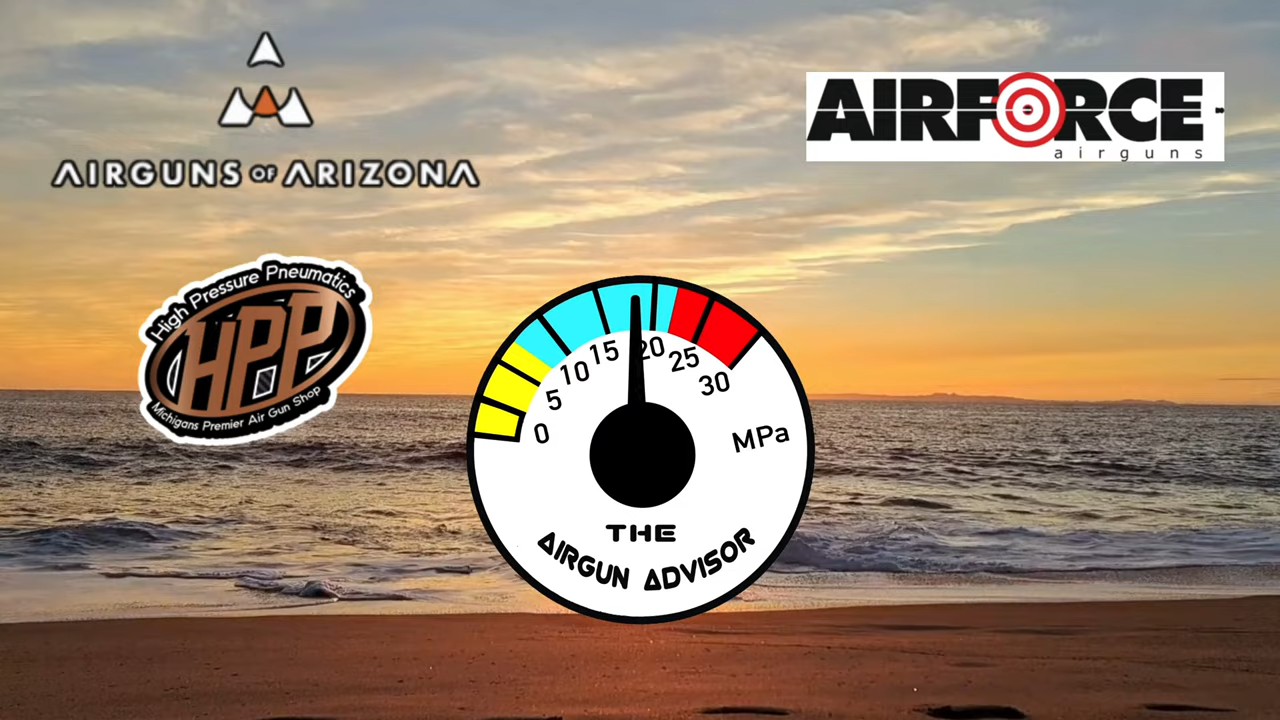 AIRGUNS OF ARIZONA
AIRFORCE
airguns
High Pressure Pneumatics
HPP
Michigans Premier Air Gun Shop
0
5
10
15
20
25
30
MPa
THE
AIRGUN ADVISOR